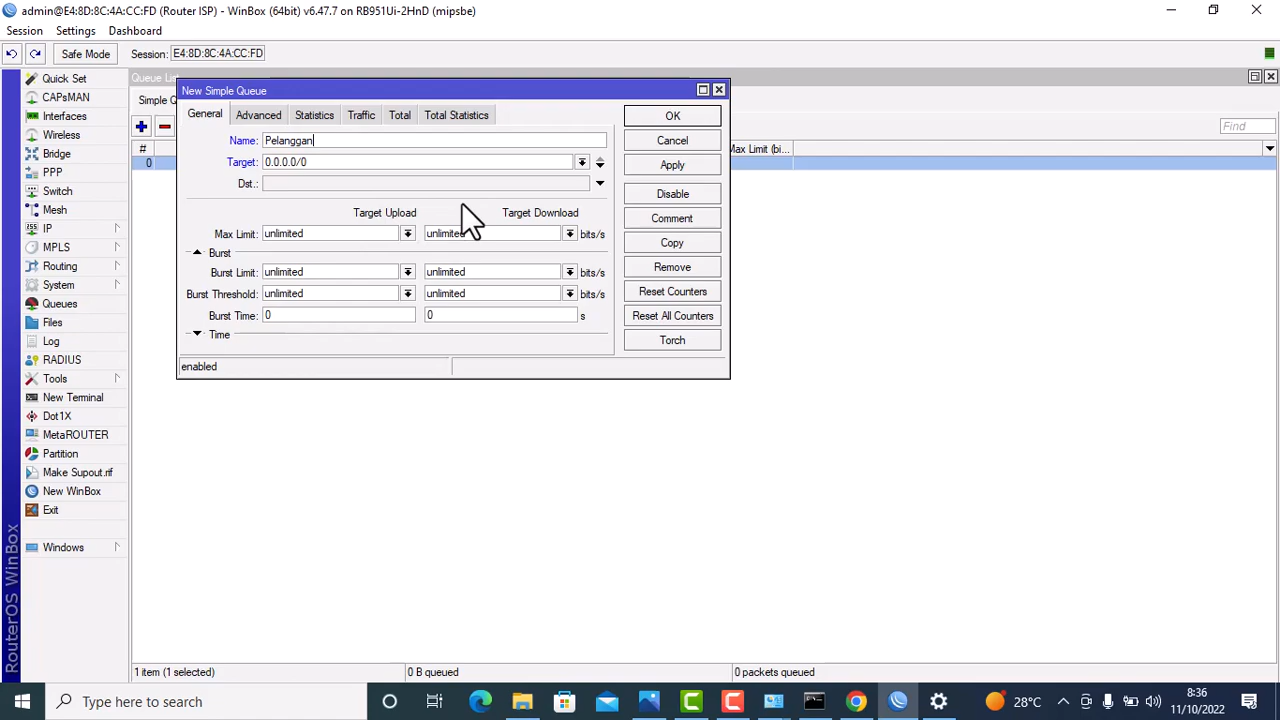 admin@E4:8D:8C:4A:CC:FD (Router ISP) - WinBox (64bit) v6.47.7 on RB951Ui-2HnD (mipsbe)
Session Settings Dashboard
Safe Mode Session: E4:8D:8C:4A:CC:FD
Quick Set
CAPsMAN
Interfaces
Wireless
Bridge
PPP
Switch
Mesh
IP
MPLS
Routing
System
Queues
Files
Log
RADIUS
Tools
New Terminal
Dot1X
MetaROUTER
Partition
Make Supout.rif
New WinBox
Exit
Windows
RouterOS WinBox
Queue List
Simple Q
Find
# Max Limit (bi...
0
New Simple Queue
General Advanced Statistics Traffic Total Total Statistics
Name: Pelanggan
Target: 0.0.0.0/0
Dst.:
Target Upload Target Download
Max Limit: unlimited unlimited bits/s
Burst
Burst Limit: unlimited unlimited bits/s
Burst Threshold: unlimited unlimited bits/s
Burst Time: 0 0 s
Time
enabled
OK
Cancel
Apply
Disable
Comment
Copy
Remove
Reset Counters
Reset All Counters
Torch
1 item (1 selected) 0 B queued 0 packets queued
Type here to search 28°C 8:36
11/10/2022